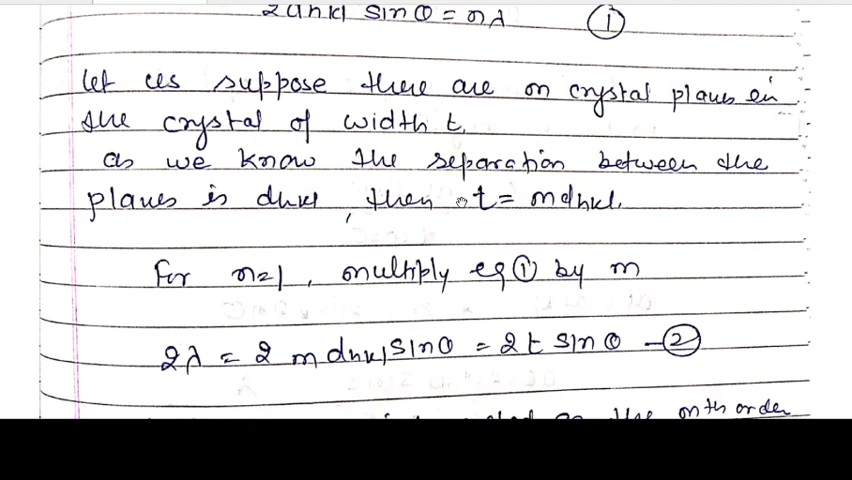 2dhkl sinθ = nλ ①
let us suppose there are m crystal planes in
the crystal of width t.
as we know the separation between the
planes is dhkl, then t = mdhkl.
For n=1, multiply eq ① by m
2λ = 2 m dhkl sinθ = 2t sinθ -②
the mth order